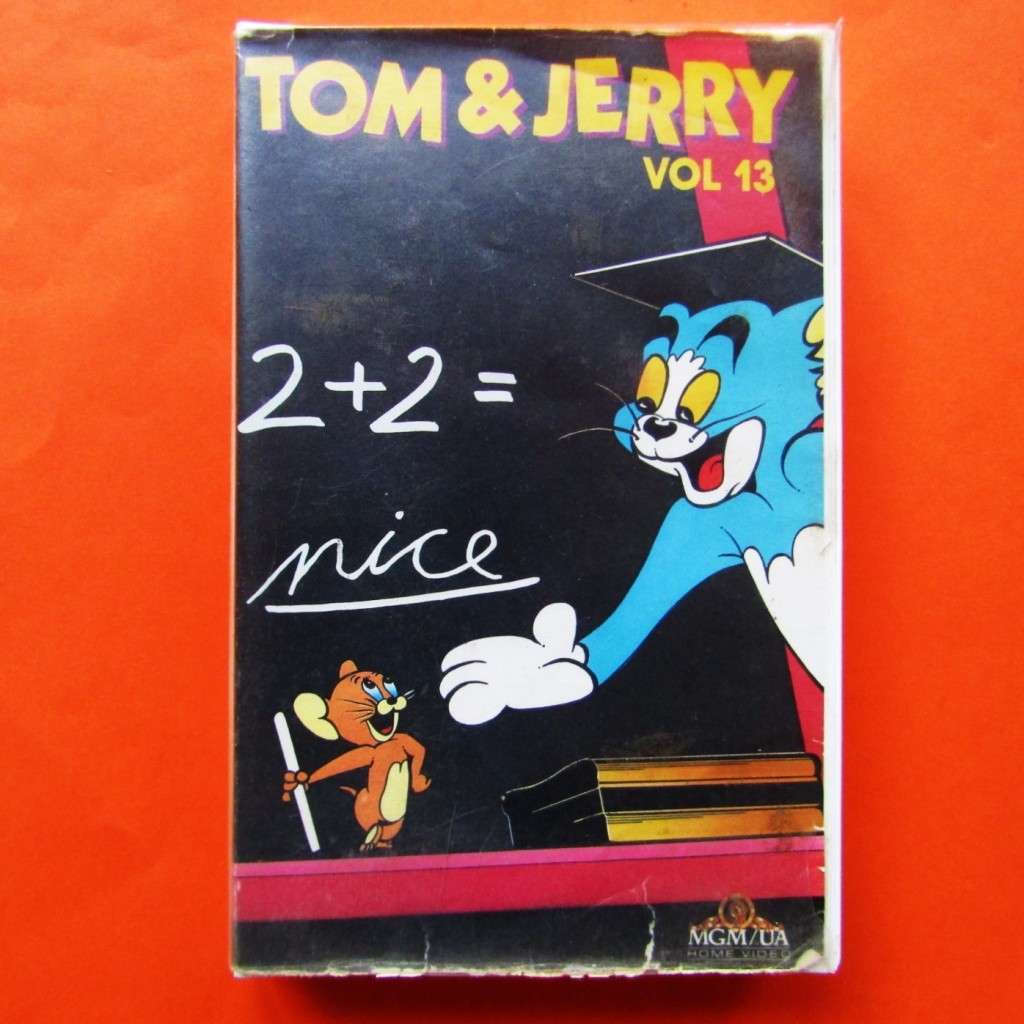 TOM & JERRY
VOL 13
2+2 =
nice
MGM/UA
HOME VIDEO